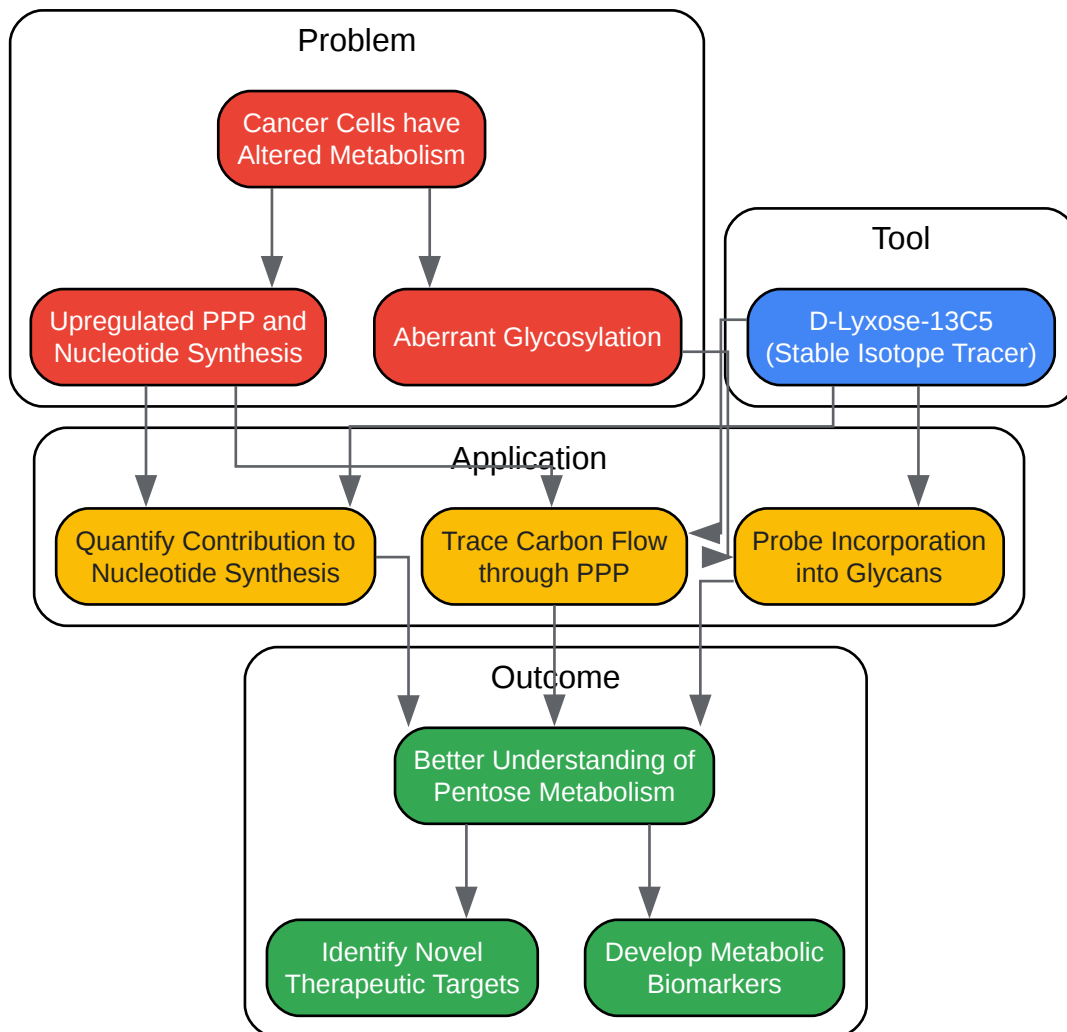 Problem
Cancer Cells have
Altered Metabolism
Tool
Upregulated PPP and
Nucleotide Synthesis
Aberrant Glycosylation
D-Lyxose-13C5
(Stable Isotope Tracer)
Application
Quantify Contribution to
Nucleotide Synthesis
Trace Carbon Flow
through PPP
Probe Incorporation
into Glycans
Outcome
Better Understanding of
Pentose Metabolism
Identify Novel
Therapeutic Targets
Develop Metabolic
Biomarkers